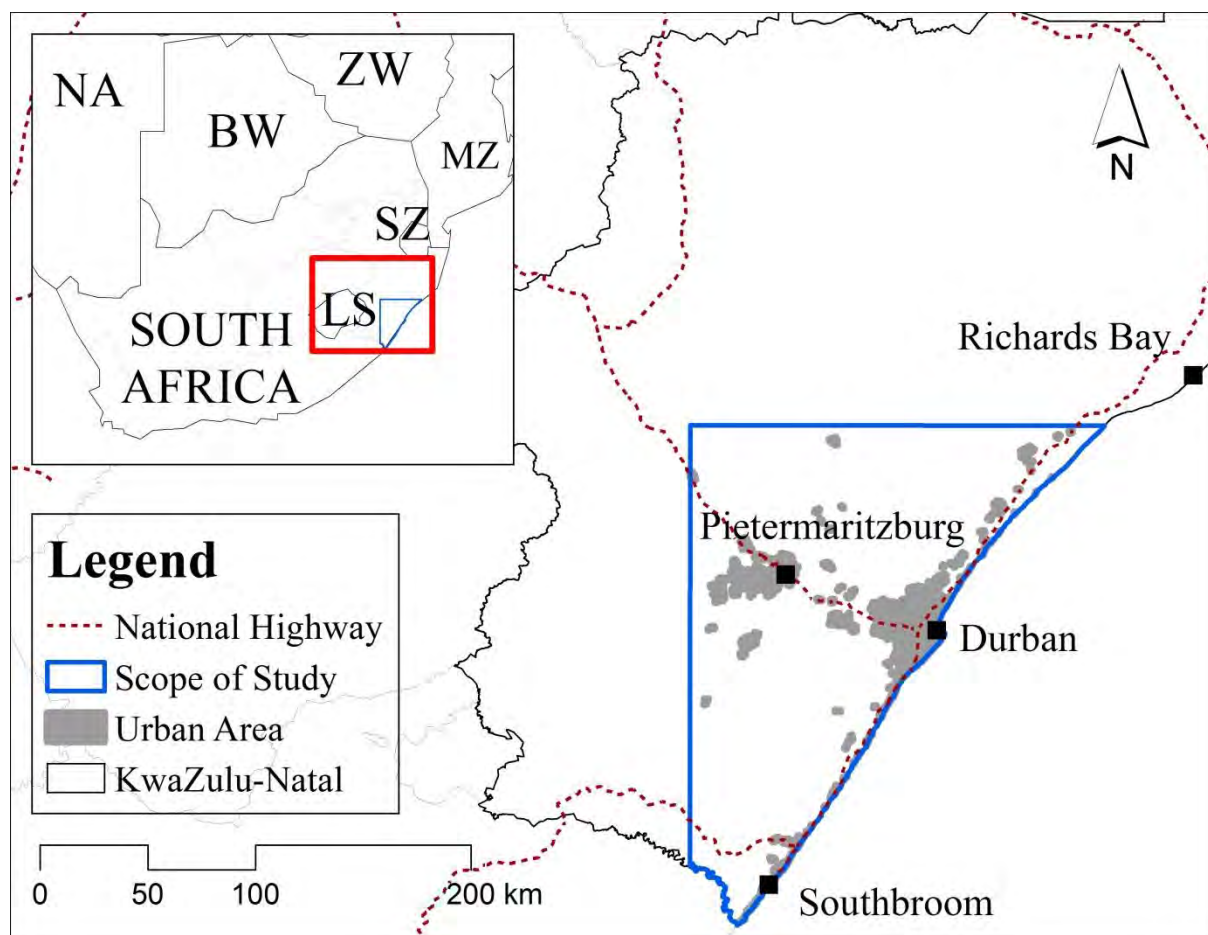 NA
ZW
BW
MZ
SZ
LS
SOUTH
AFRICA
N
Richards Bay
Pietermaritzburg
Durban
Southbroom
Legend
National Highway
Scope of Study
Urban Area
KwaZulu-Natal
0 50 100 200 km